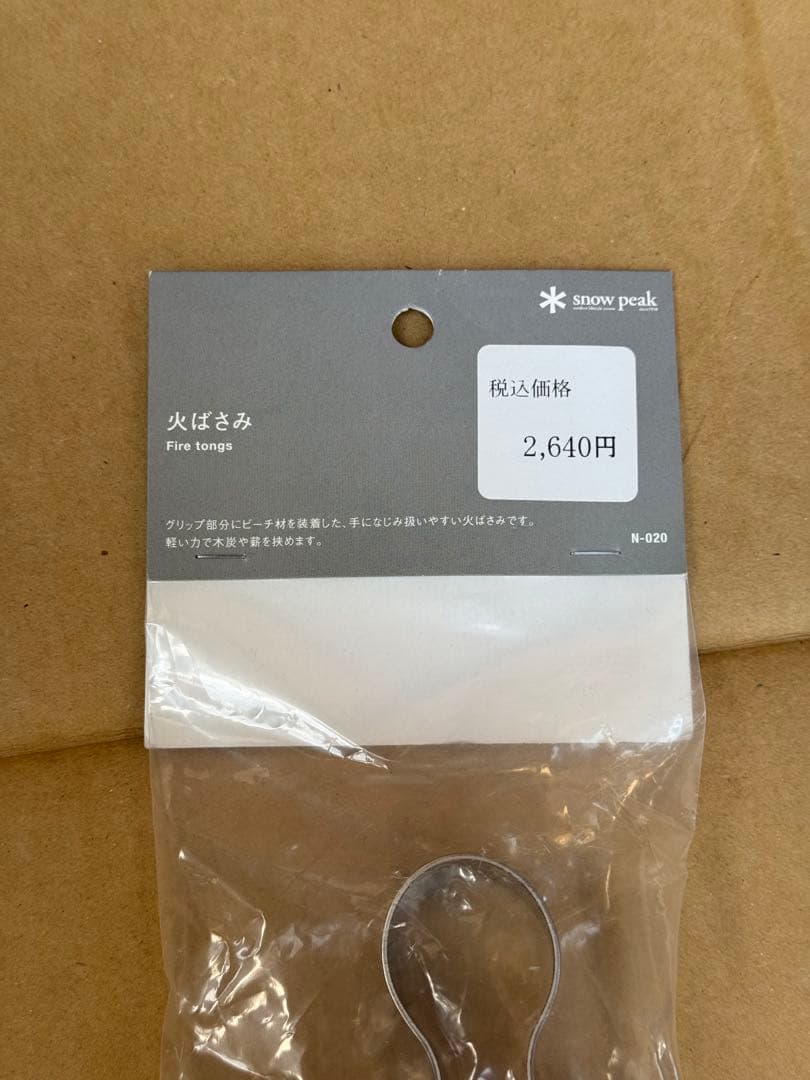 snow peak
税込価格
2,640円
火ばさみ
Fire tongs
グリップ部分にビーチ材を装着した、手になじみ扱いやすい火ばさみです。
軽い力で木炭や薪を挟めます。
N-020